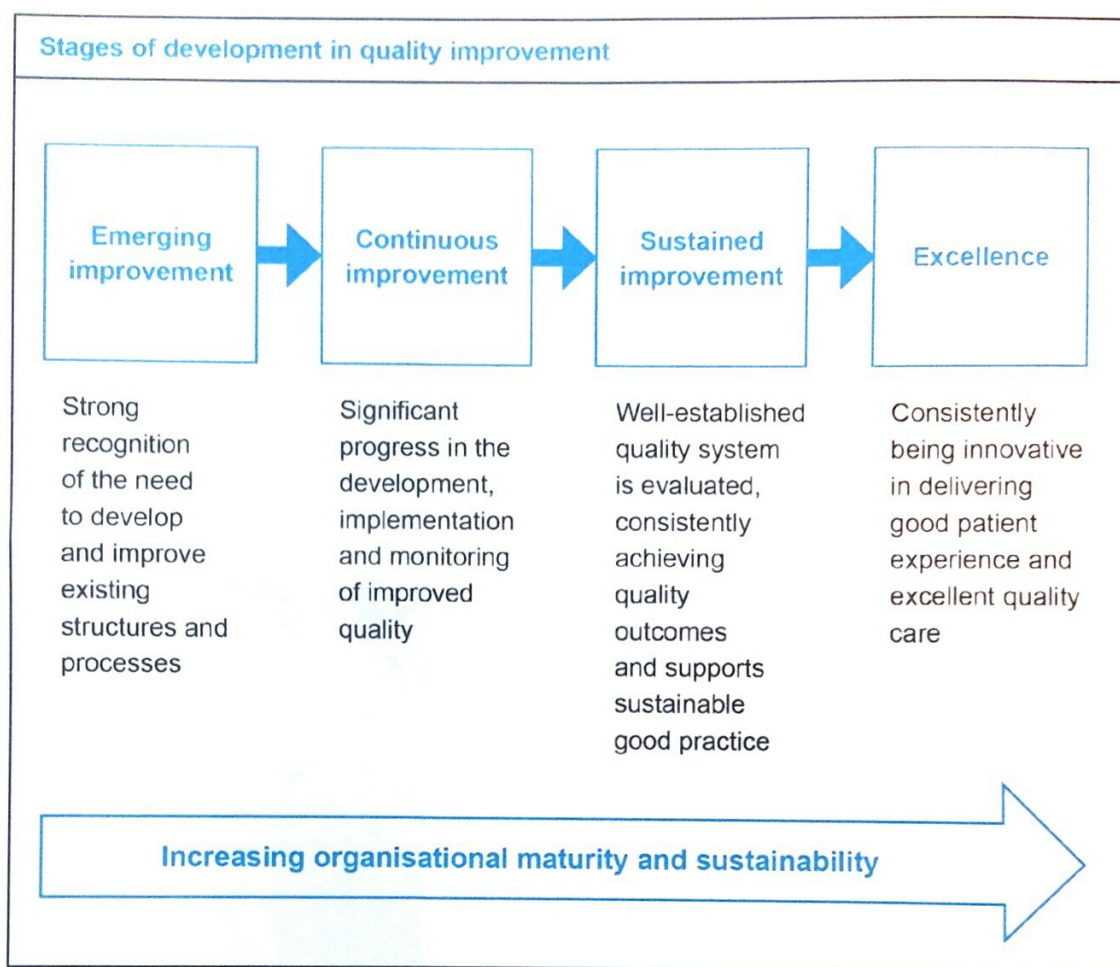 Stages of development in quality improvement
Emerging
improvement
Continuous
improvement
Sustained
improvement
Excellence
Strong
recognition
of the need
to develop
and improve
existing
structures and
processes
Significant
progress in the
development,
implementation
and monitoring
of improved
quality
Well-established
quality system
is evaluated,
consistently
achieving
quality
outcomes
and supports
sustainable
good practice
Consistently
being innovative
in delivering
good patient
experience and
excellent quality
care
Increasing organisational maturity and sustainability